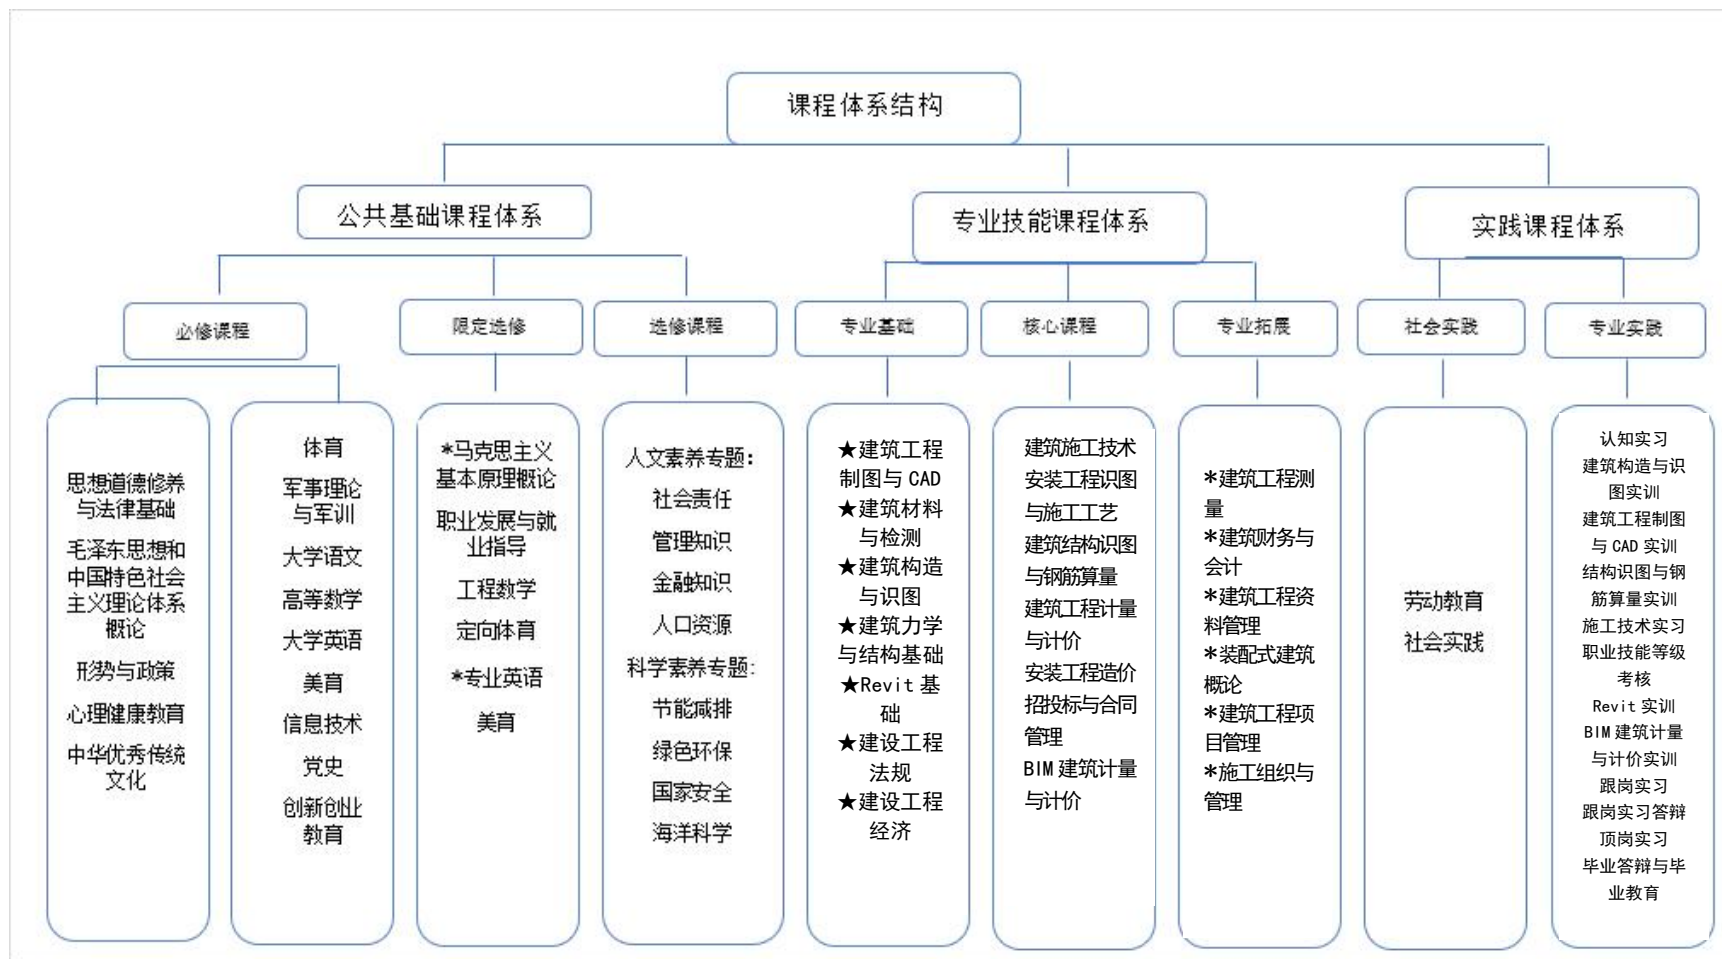 课程体系结构
公共基础课程体系
专业技能课程体系
实践课程体系
必修课程
限定选修
选修课程
专业基础
核心课程
专业拓展
社会实践
专业实践
思想道德修养
与法律基础
毛泽东思想和
中国特色社会
主义理论体系
概论
形势与政策
心理健康教育
中华优秀传统
文化
体育
军事理论
与军训
大学语文
高等数学
大学英语
美育
信息技术
党史
创新创业
教育
*马克思主义
基本原理概论
职业发展与就
业指导
工程数学
定向体育
*专业英语
美育
人文素养专题：
社会责任
管理知识
金融知识
人口资源
科学素养专题：
节能减排
绿色环保
国家安全
海洋科学
★建筑工程
制图与 CAD
★建筑材料
与检测
★建筑构造
与识图
★建筑力学
与结构基础
★Revit 基
础
★建设工程
法规
★建设工程
经济
建筑施工技术
安装工程识图
与施工工艺
建筑结构识图
与钢筋算量
建筑工程计量
与计价
安装工程造价
招投标与合同
管理
BIM 建筑计量
与计价
*建筑工程测
量
*建筑财务与
会计
*建筑工程资
料管理
*装配式建筑
概论
*建筑工程项
目管理
*施工组织与
管理
劳动教育
社会实践
认知实习
建筑构造与识
图实训
建筑工程制图
与 CAD 实训
结构识图与钢
筋算量实训
施工技术实习
职业技能等级
考核
Revit 实训
BIM 建筑计量
与计价实训
跟岗实习
跟岗实习答辩
顶岗实习
毕业答辩与毕
业教育